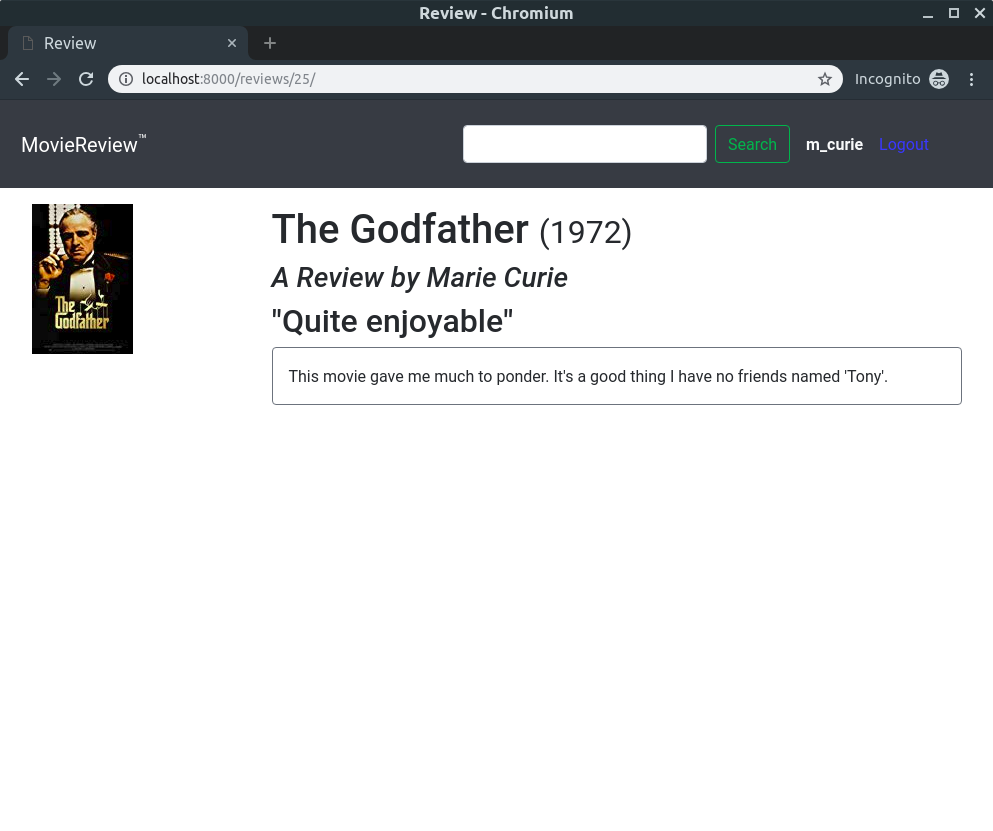 Review - Chromium
Review
localhost:8000/reviews/25/
Incognito
MovieReview™
Search
m_curie
Logout
The Godfather
The Godfather (1972)
A Review by Marie Curie
"Quite enjoyable"
This movie gave me much to ponder. It's a good thing I have no friends named 'Tony'.